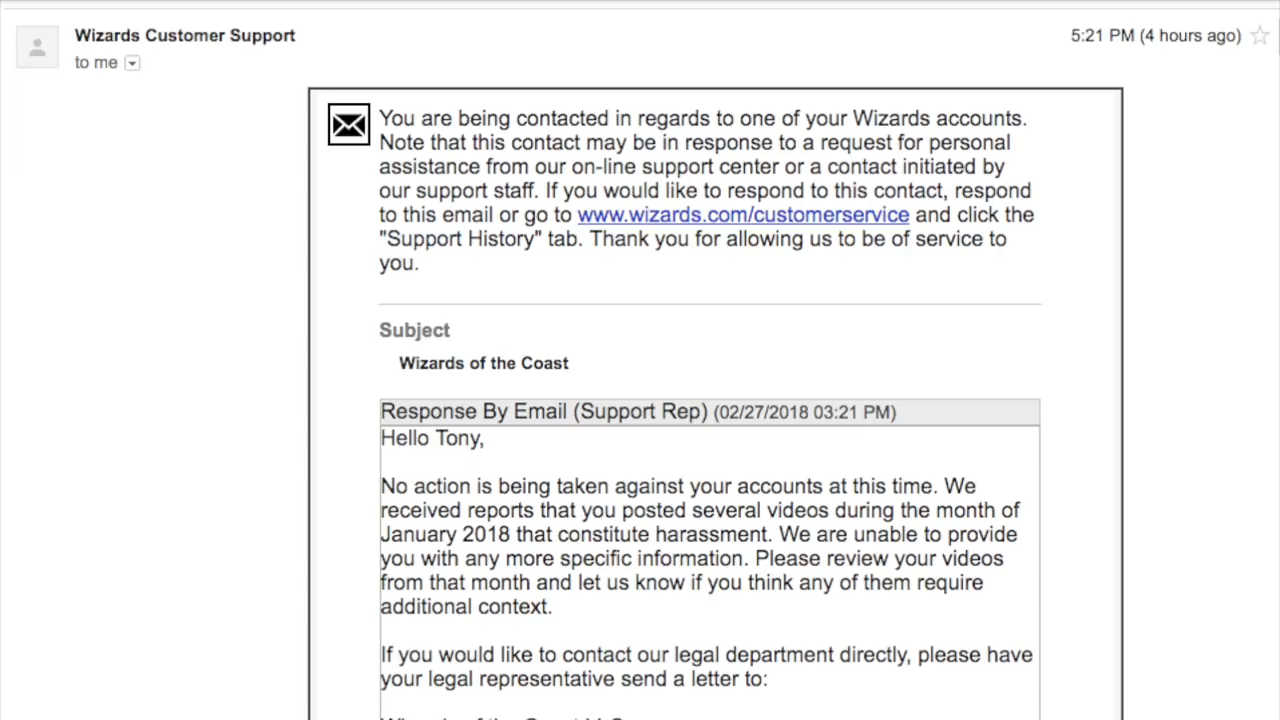 Wizards Customer Support
5:21 PM (4 hours ago)
to me
You are being contacted in regards to one of your Wizards accounts.
Note that this contact may be in response to a request for personal
assistance from our on-line support center or a contact initiated by
our support staff. If you would like to respond to this contact, respond
to this email or go to www.wizards.com/customerservice and click the
"Support History" tab. Thank you for allowing us to be of service to
you.
Subject
Wizards of the Coast
Response By Email (Support Rep) (02/27/2018 03:21 PM)
Hello Tony,
No action is being taken against your accounts at this time. We
received reports that you posted several videos during the month of
January 2018 that constitute harassment. We are unable to provide
you with any more specific information. Please review your videos
from that month and let us know if you think any of them require
additional context.
If you would like to contact our legal department directly, please have
your legal representative send a letter to: